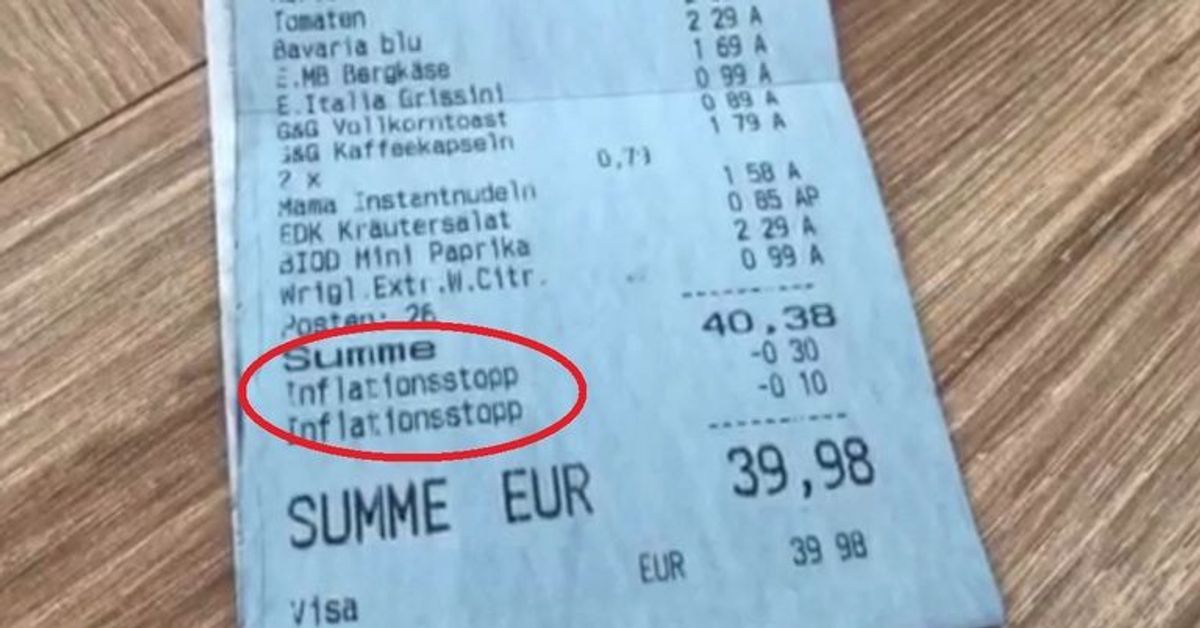 Tomaten
Bavaria blu 2 29 A
E.MB Bergkäse 1 69 A
E.Italia Grissini 0 99 A
G&G Vollkorntoast 0 89 A
G&G Kaffeekapseln 1 79 A
2 x 0,79
Mama Instantnudeln 1 58 A
EDK Kräutersalat 0 85 AP
BIOD Mini Paprika 2 29 A
Wrigl.Extr.W.Citr. 0 99 A
Posten: 26 ----------
Summe 40,38
Inflationsstopp -0 30
Inflationsstopp -0 10
----------
SUMME EUR 39,98
Visa EUR 39 98